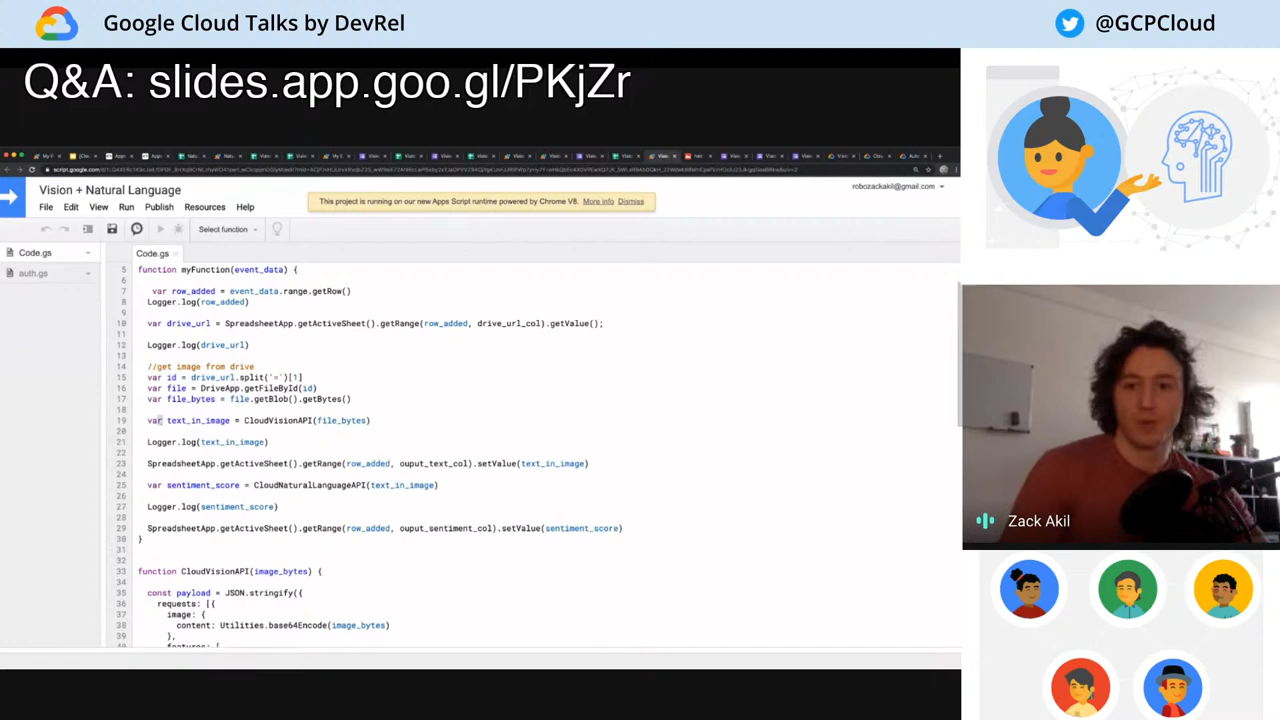 Google Cloud Talks by DevRel
@GCPCloud
Q&A: slides.app.goo.gl/PKjZr
Vision + Natural Language
robozackakil@gmail.com
File Edit View Run Publish Resources Help
This project is running on our new Apps Script runtime powered by Chrome V8. More info Dismiss
Select function
Code.gs
auth.gs
Code.gs
5 function myFunction(event_data) {
6
7 var row_added = event_data.range.getRow()
8 Logger.log(row_added)
9
10 var drive_url = SpreadsheetApp.getActiveSheet().getRange(row_added, drive_url_col).getValue();
11
12 Logger.log(drive_url)
13
14 //get image from drive
15 var id = drive_url.split('=')[1]
16 var file = DriveApp.getFileById(id)
17 var file_bytes = file.getBlob().getBytes()
18
19 var text_in_image = CloudVisionAPI(file_bytes)
20
21 Logger.log(text_in_image)
22
23 SpreadsheetApp.getActiveSheet().getRange(row_added, ouput_text_col).setValue(text_in_image)
24
25 var sentiment_score = CloudNaturalLanguageAPI(text_in_image)
26
27 Logger.log(sentiment_score)
28
29 SpreadsheetApp.getActiveSheet().getRange(row_added, ouput_sentiment_col).setValue(sentiment_score)
30 }
31
32
33 function CloudVisionAPI(image_bytes) {
34
35 const payload = JSON.stringify({
36 requests: [{
37 image: {
38 content: Utilities.base64Encode(image_bytes)
39 },
features: [
Zack Akil